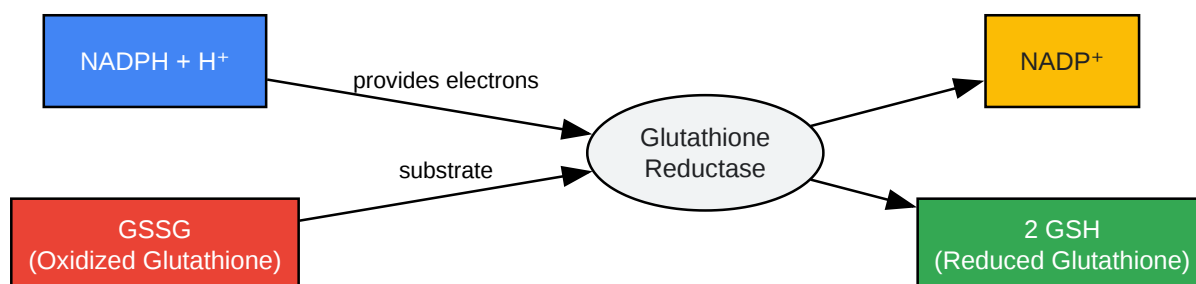 NADPH + H⁺
provides electrons
NADP⁺
Glutathione
Reductase
substrate
GSSG
(Oxidized Glutathione)
2 GSH
(Reduced Glutathione)